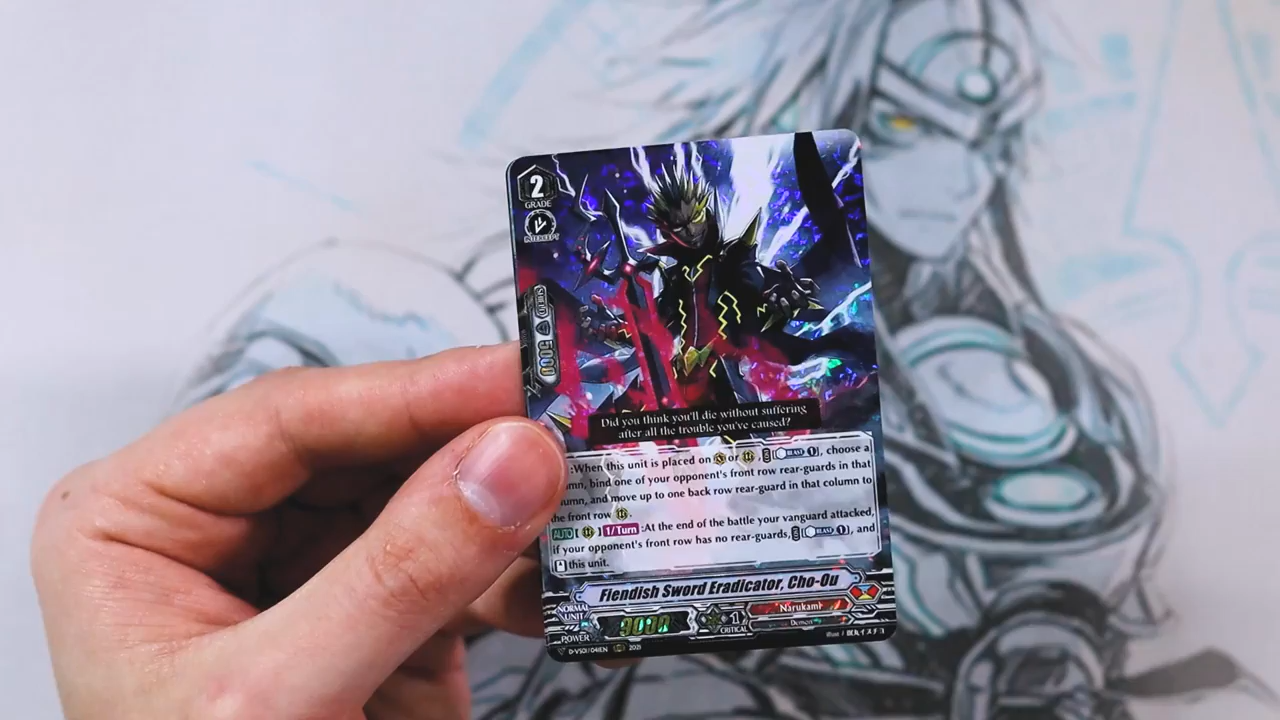 2
GRADE
INTERCEPT
SHIELD 5000
Did you think you'll die without suffering
after all the trouble you've caused?
:When this unit is placed on or , [ 1], choose a
bind one of your opponent's front row rear-guards in that
and move up to one back row rear-guard in that column to
the front row .
AUTO [ ] 1/Turn :At the end of the battle your vanguard attacked,
if your opponent's front row has no rear-guards, [ 1], and
this unit.
Fiendish Sword Eradicator, Cho-Ou
NORMAL
UNIT
Narukami
POWER
1
CRITICAL
Demon
D-VS01/041EN 2021